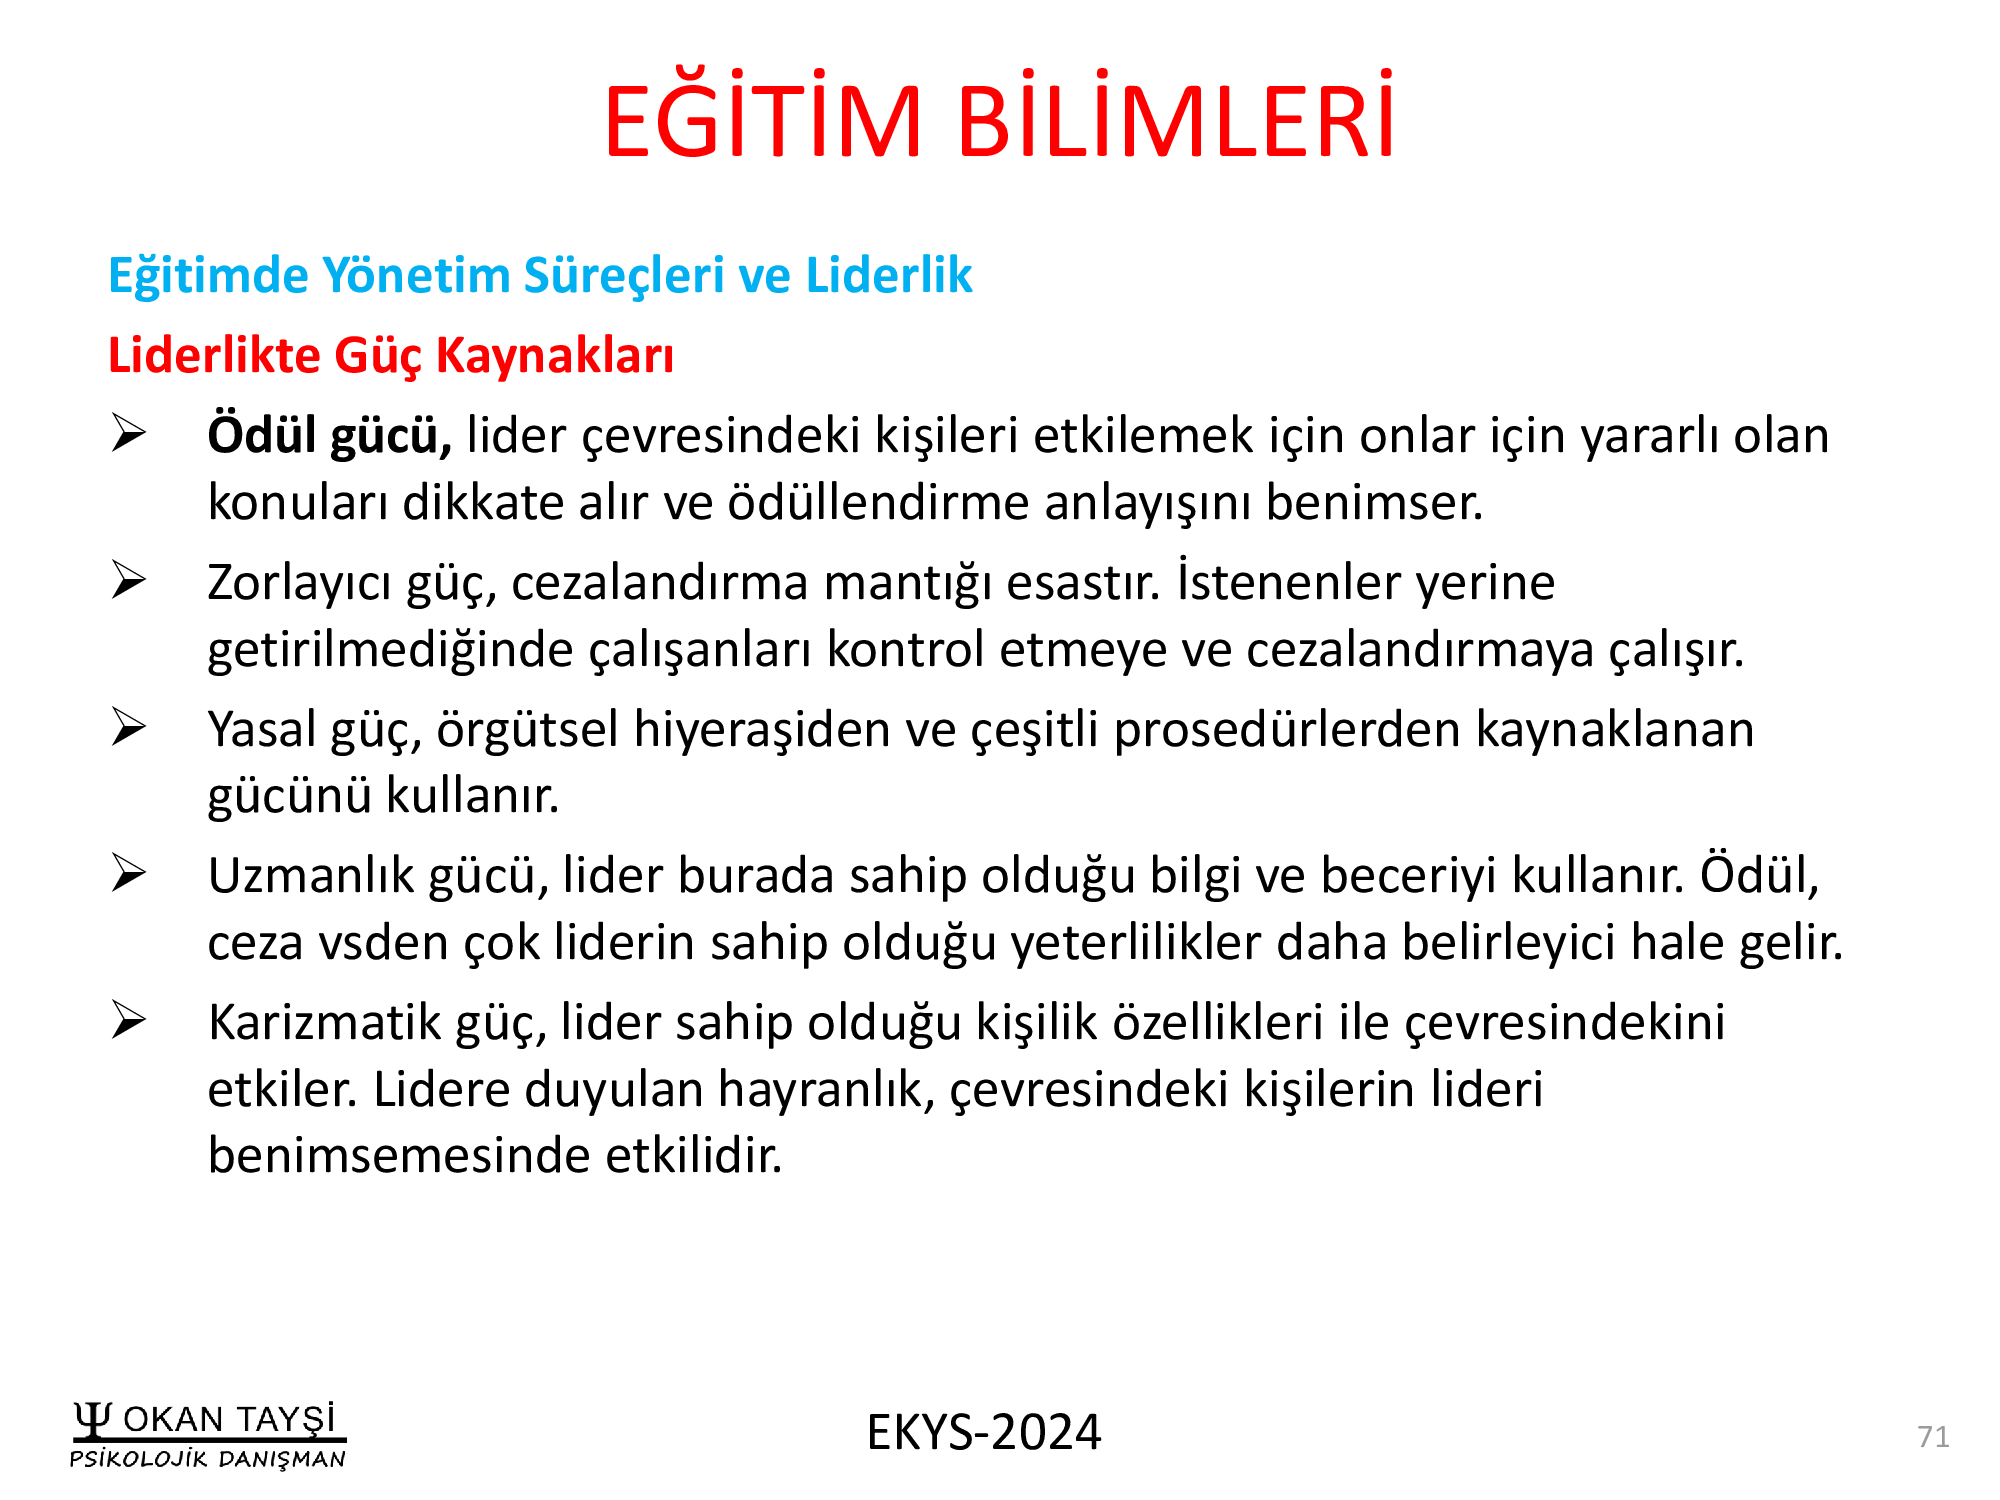 EĞİTİM BİLİMLERİ
Eğitimde Yönetim Süreçleri ve Liderlik
Liderlikte Güç Kaynakları
➢ Ödül gücü, lider çevresindeki kişileri etkilemek için onlar için yararlı olan
konuları dikkate alır ve ödüllendirme anlayışını benimser.
➢ Zorlayıcı güç, cezalandırma mantığı esastır. İstenenler yerine
getirilmediğinde çalışanları kontrol etmeye ve cezalandırmaya çalışır.
➢ Yasal güç, örgütsel hiyeraşiden ve çeşitli prosedürlerden kaynaklanan
gücünü kullanır.
➢ Uzmanlık gücü, lider burada sahip olduğu bilgi ve beceriyi kullanır. Ödül,
ceza vsden çok liderin sahip olduğu yeterlilikler daha belirleyici hale gelir.
➢ Karizmatik güç, lider sahip olduğu kişilik özellikleri ile çevresindekini
etkiler. Lidere duyulan hayranlık, çevresindeki kişilerin lideri
benimsemesinde etkilidir.
Ψ OKAN TAYŞİ
PSİKOLOJİK DANIŞMAN
EKYS-2024
71